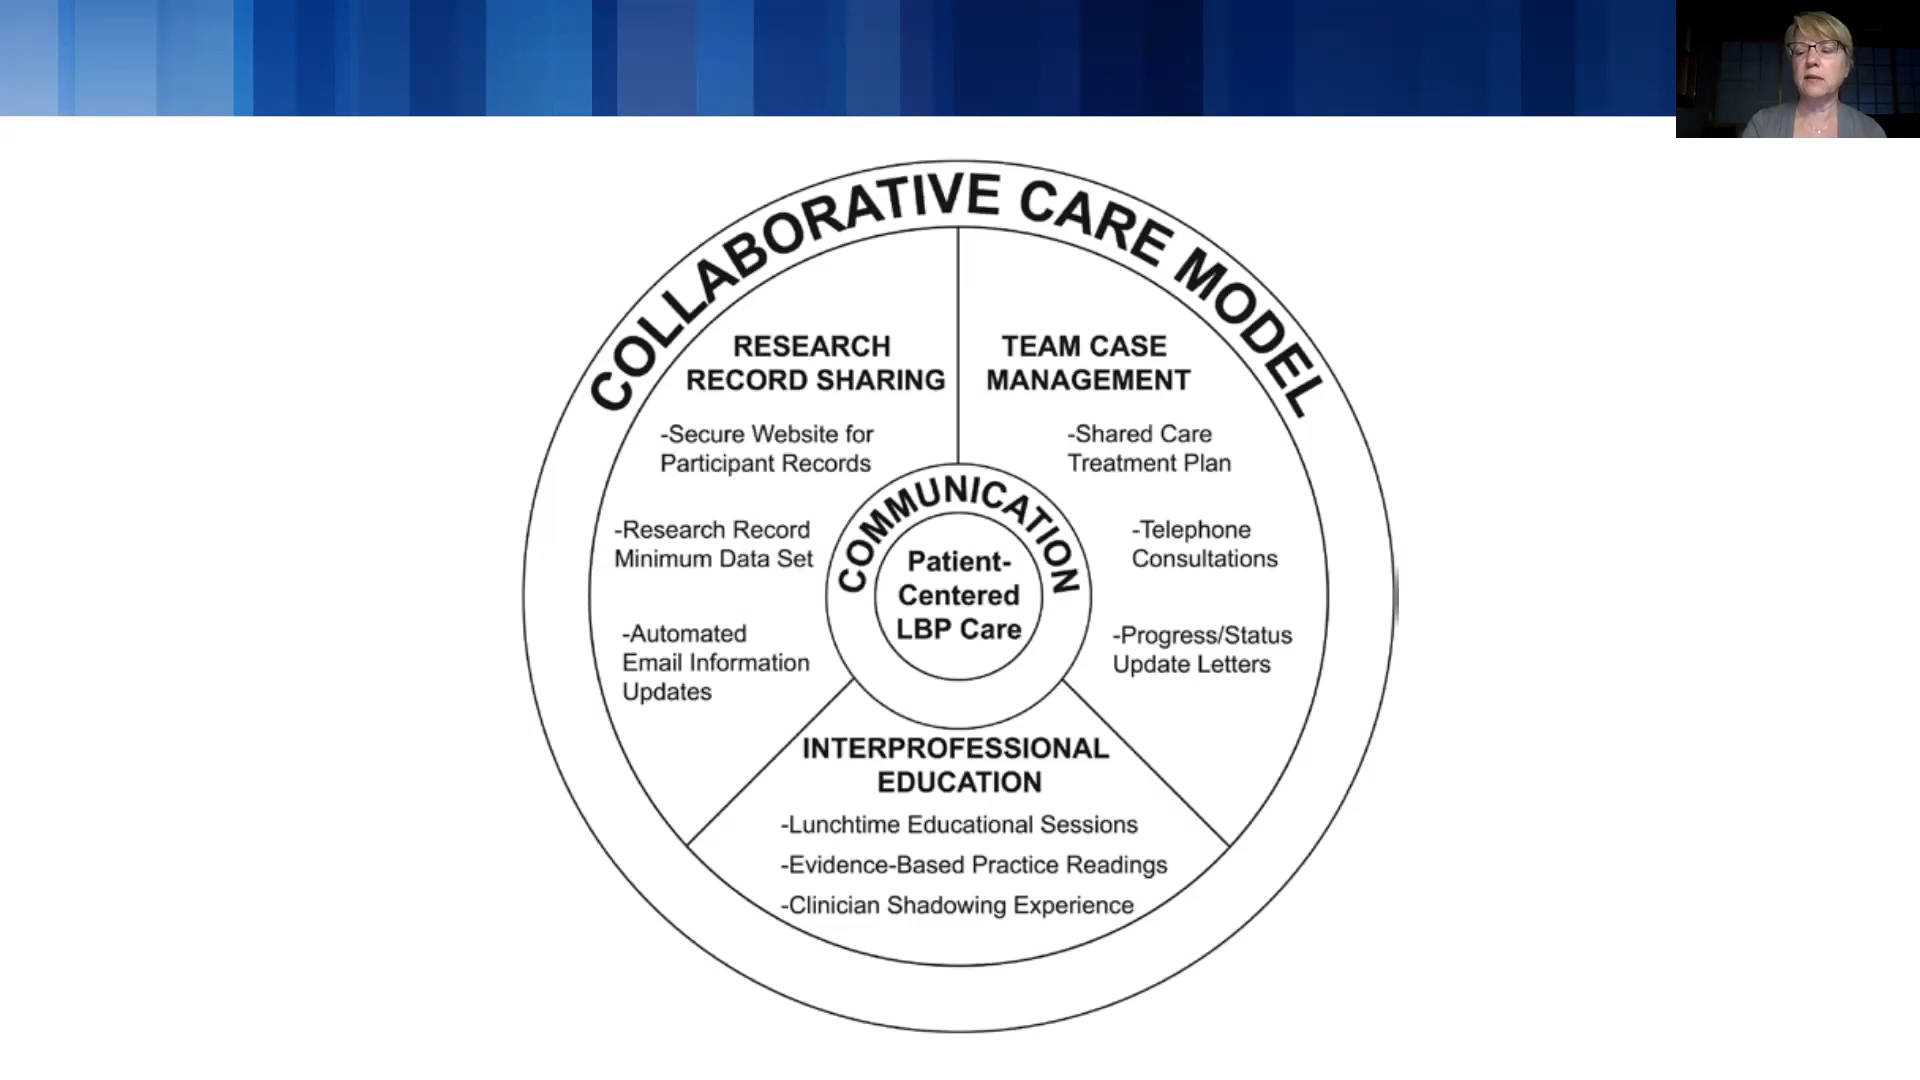 COLLABORATIVE CARE MODEL
RESEARCH
RECORD SHARING
-Secure Website for
Participant Records
-Research Record
Minimum Data Set
-Automated
Email Information
Updates
TEAM CASE
MANAGEMENT
-Shared Care
Treatment Plan
-Telephone
Consultations
-Progress/Status
Update Letters
COMMUNICATION
Patient-
Centered
LBP Care
INTERPROFESSIONAL
EDUCATION
-Lunchtime Educational Sessions
-Evidence-Based Practice Readings
-Clinician Shadowing Experience